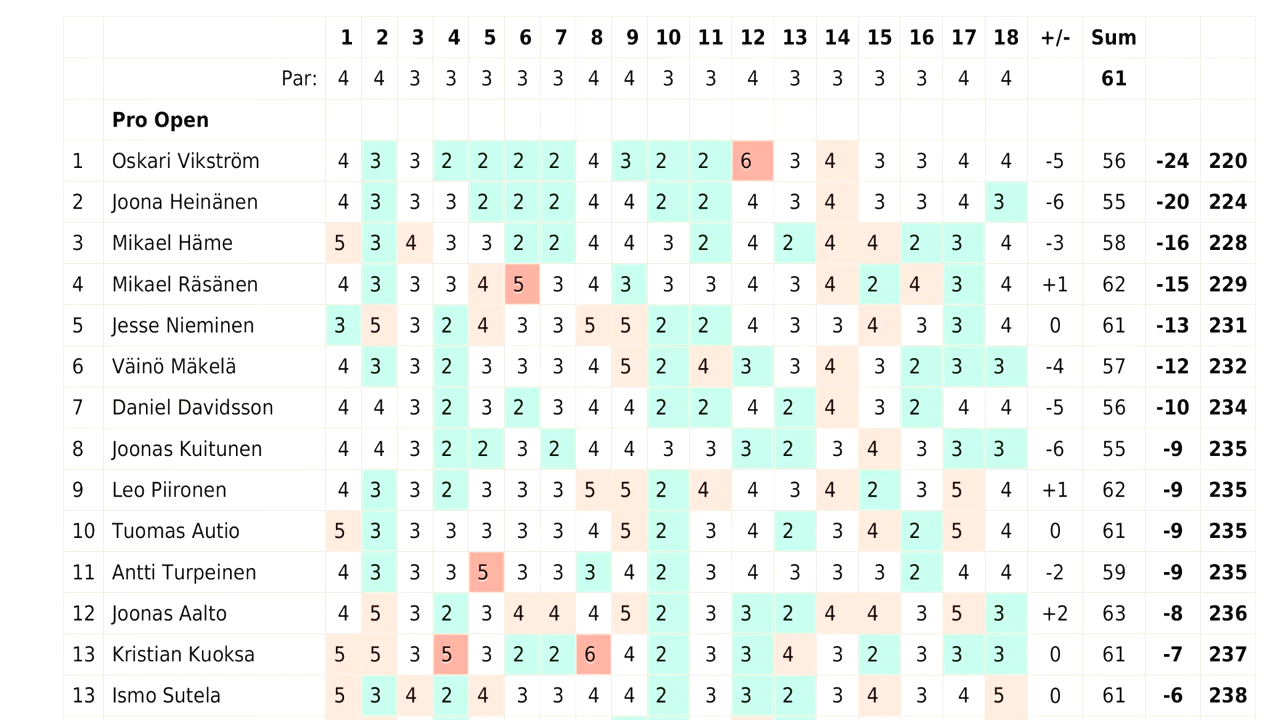 1 2 3 4 5 6 7 8 9 10 11 12 13 14 15 16 17 18 +/- Sum
Par: 4 4 3 3 3 3 3 4 4 3 3 4 3 3 3 3 4 4 61
Pro Open
1 Oskari Vikström 4 3 3 2 2 2 2 4 3 2 2 6 3 4 3 3 4 4 -5 56 -24 220
2 Joona Heinänen 4 3 3 3 2 2 2 4 4 2 2 4 3 4 3 3 4 3 -6 55 -20 224
3 Mikael Häme 5 3 4 3 3 2 2 4 4 3 2 4 2 4 4 2 3 4 -3 58 -16 228
4 Mikael Räsänen 4 3 3 3 4 5 3 4 3 3 3 4 3 4 2 4 3 4 +1 62 -15 229
5 Jesse Nieminen 3 5 3 2 4 3 3 5 5 2 2 4 3 3 4 3 3 4 0 61 -13 231
6 Väinö Mäkelä 4 3 3 2 3 3 3 4 5 2 4 3 3 4 3 2 3 3 -4 57 -12 232
7 Daniel Davidsson 4 4 3 2 3 2 3 4 4 2 2 4 2 4 3 2 4 4 -5 56 -10 234
8 Joonas Kuitunen 4 4 3 2 2 3 2 4 4 3 3 3 2 3 4 3 3 3 -6 55 -9 235
9 Leo Piironen 4 3 3 2 3 3 3 5 5 2 4 4 3 4 2 3 5 4 +1 62 -9 235
10 Tuomas Autio 5 3 3 3 3 3 3 4 5 2 3 4 2 3 4 2 5 4 0 61 -9 235
11 Antti Turpeinen 4 3 3 3 5 3 3 3 4 2 3 4 3 3 3 2 4 4 -2 59 -9 235
12 Joonas Aalto 4 5 3 2 3 4 4 4 5 2 3 3 2 4 4 3 5 3 +2 63 -8 236
13 Kristian Kuoksa 5 5 3 5 3 2 2 6 4 2 3 3 4 3 2 3 3 3 0 61 -7 237
13 Ismo Sutela 5 3 4 2 4 3 3 4 4 2 3 3 2 3 4 3 4 5 0 61 -6 238